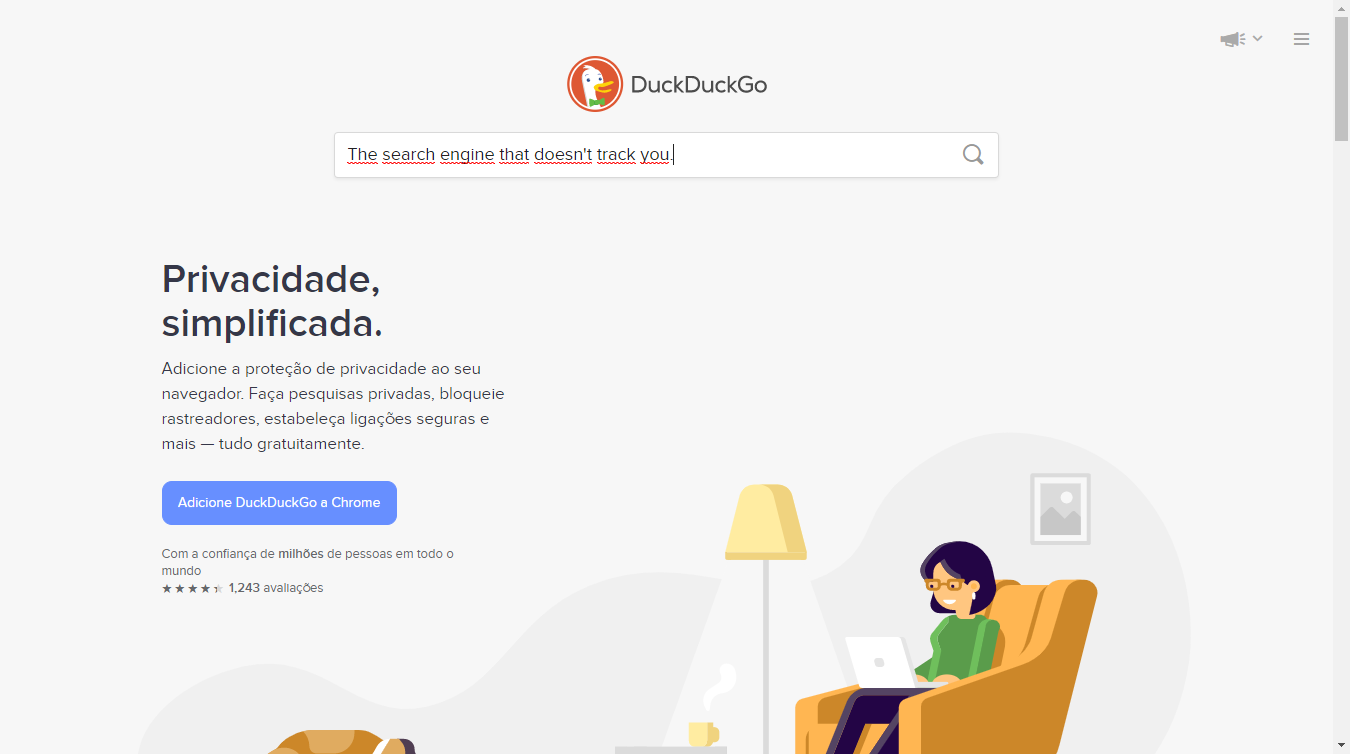 DuckDuckGo
The search engine that doesn't track you.
Privacidade,
simplificada.
Adicione a proteção de privacidade ao seu
navegador. Faça pesquisas privadas, bloqueie
rastreadores, estabeleça ligações seguras e
mais — tudo gratuitamente.
Adicione DuckDuckGo a Chrome
Com a confiança de milhões de pessoas em todo o
mundo
1,243 avaliações